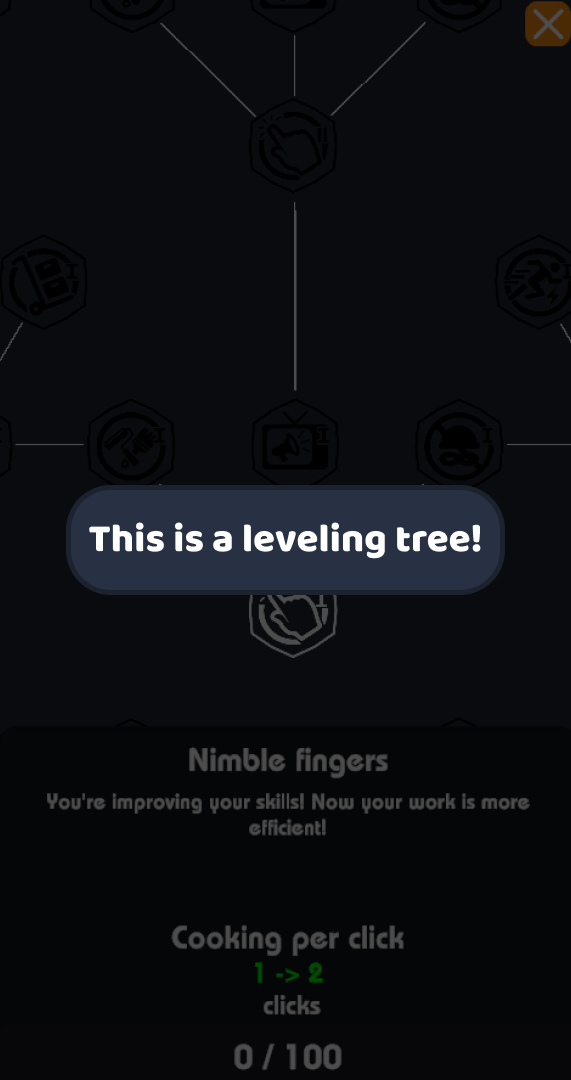 This is a leveling tree!
Nimble fingers
You're improving your skills! Now your work is more
efficient!
Cooking per click
1 -> 2
clicks
0 / 100